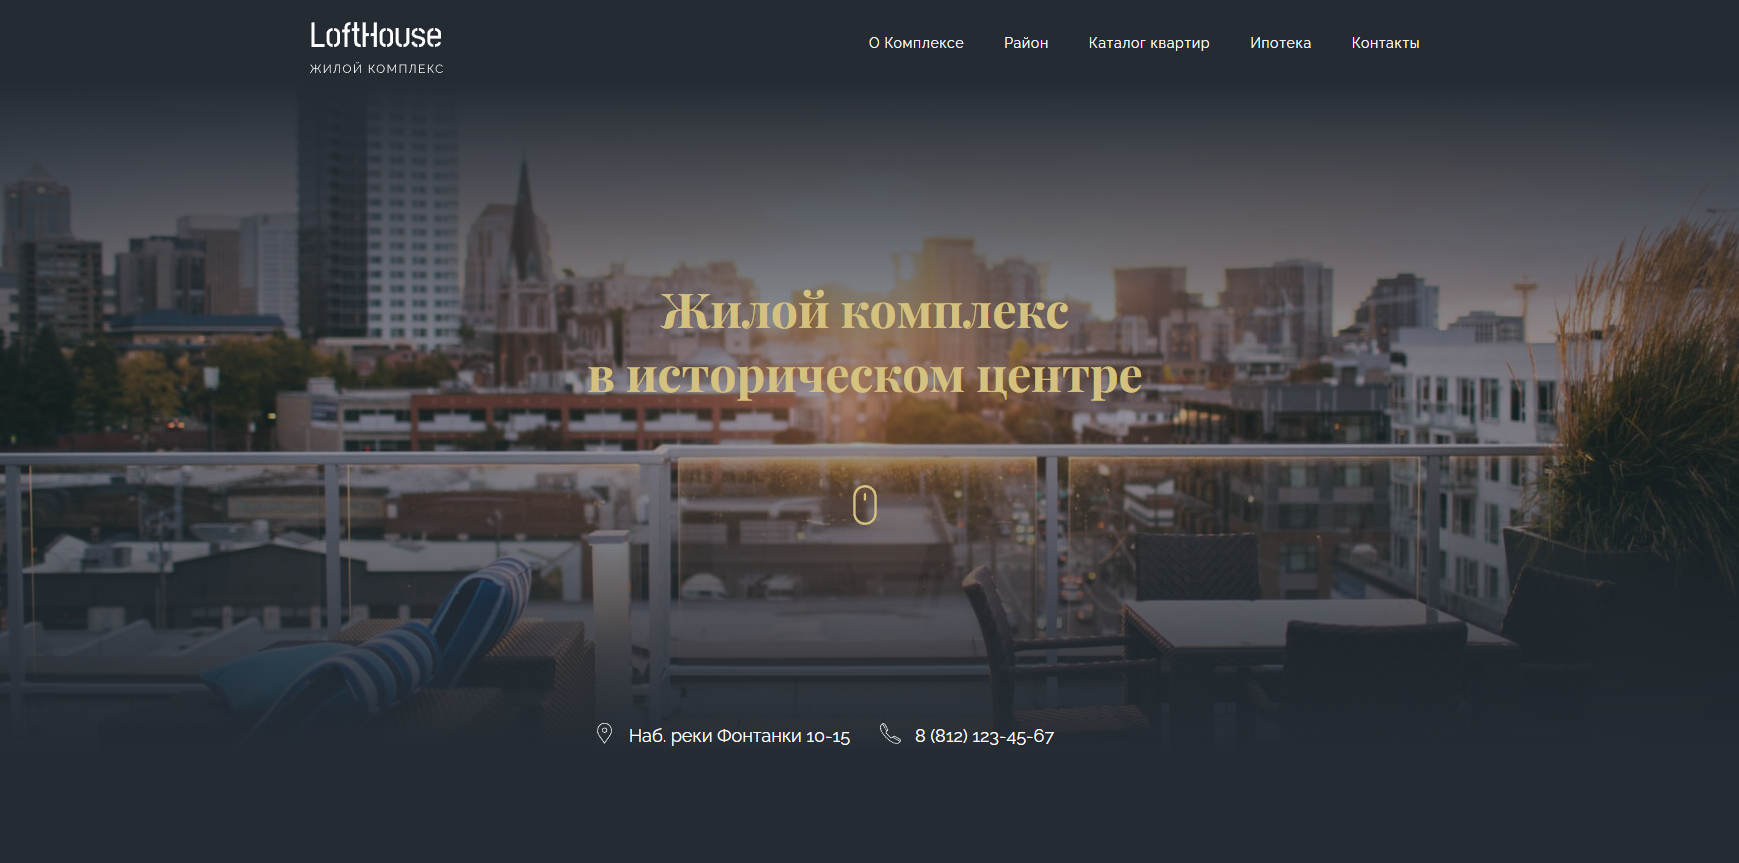 LoftHouse
ЖИЛОЙ КОМПЛЕКС
О Комплексе Район Каталог квартир Ипотека Контакты
Жилой комплекс
в историческом центре
Наб. реки Фонтанки 10-15 8 (812) 123-45-67